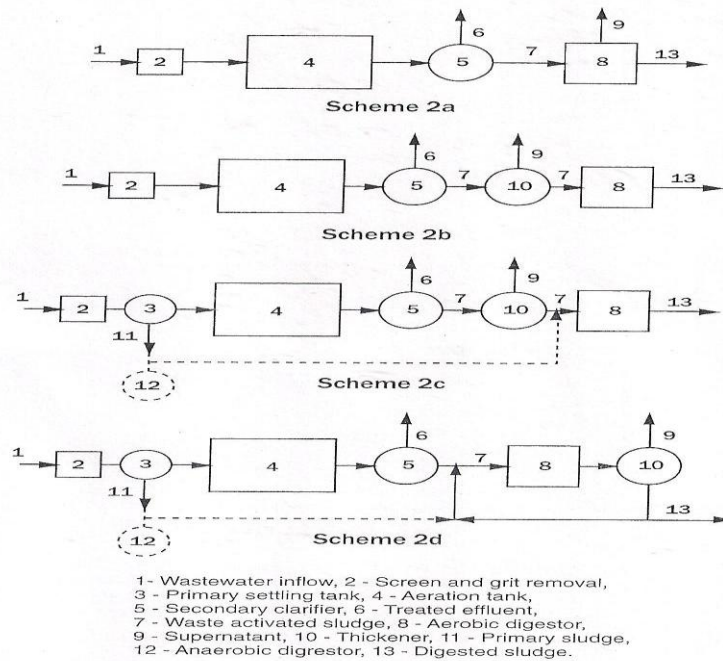 1 2 4 5 6 7 8 9 13
Scheme 2a
1 2 4 5 6 7 10 9 7 8 13
Scheme 2b
1 2 3 4 5 6 7 10 9 7 8 13
11
12
Scheme 2c
1 2 3 4 5 6 7 8 10 9
11
12
13
Scheme 2d
1- Wastewater inflow, 2 - Screen and grit removal,
3 - Primary settling tank, 4 - Aeration tank,
5 - Secondary clarifier, 6 - Treated effluent,
7 - Waste activated sludge, 8 - Aerobic digestor,
9 - Supernatant, 10 - Thickener, 11 - Primary sludge,
12 - Anaerobic digrestor, 13 - Digested sludge.